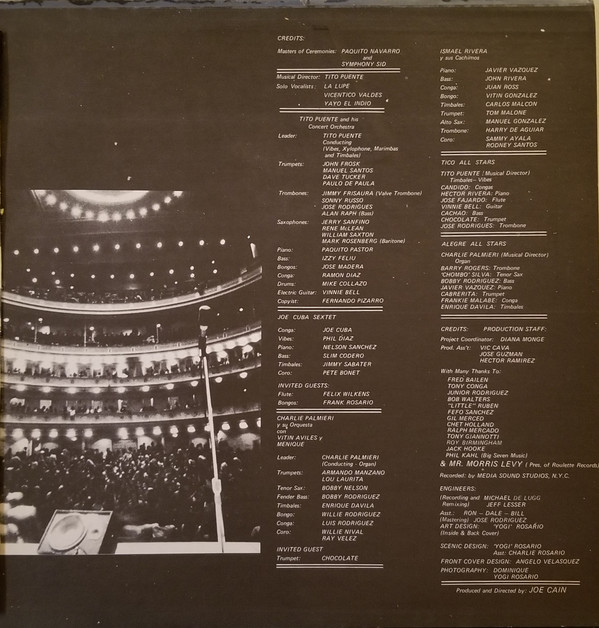 CREDITS:
Masters of Ceremonies: PAQUITO NAVARRO
and
SYMPHONY SID
Musical Director: TITO PUENTE
Solo Vocalists: LA LUPE
VICENTICO VALDES
YAYO EL INDIO
TITO PUENTE and his
Concert Orchestra
Leader: TITO PUENTE
Conducting
(Vibes, Xylophone, Marimbas
and Timbales)
Trumpets: JOHN FROSK
MANUEL SANTOS
DAVE TUCKER
PAULO DE PAULA
Trombones: JIMMY FRISAURA (Valve Trombone)
SONNY RUSSO
JOSE RODRIGUES
ALAN RAPH (Bass)
Saxophones: JERRY SANFINO
RENE McLEAN
WILLIAM SAXTON
MARK ROSENBERG (Baritone)
Piano: PAQUITO PASTOR
Bass: IZZY FELIU
Bongos: JOSE MADERA
Conga: RAMON DIAZ
Drums: MIKE COLLAZO
Electric Guitar: VINNIE BELL
Copyist: FERNANDO PIZARRO
JOE CUBA SEXTET
Conga: JOE CUBA
Vibes: PHIL DIAZ
Piano: NELSON SANCHEZ
Bass: SLIM CODERO
Timbales: JIMMY SABATER
Coro: PETE BONET
INVITED GUESTS:
Flute: FELIX WILKENS
Bongos: FRANK ROSARIO
CHARLIE PALMIERI
y su Orquesta
con
VITIN AVILES y
MENIQUE
Leader: CHARLIE PALMIERI
(Conducting - Organ)
Trumpets: ARMANDO MANZANO
LOU LAURITA
Tenor Sax: BOBBY NELSON
Fender Bass: BOBBY RODRIGUEZ
Timbales: ENRIQUE DAVILA
Bongo: WILLIE RODRIGUEZ
Conga: LUIS RODRIGUEZ
Coro: WILLIE NIVAL
RAY VELEZ
INVITED GUEST
Trumpet: CHOCOLATE
ISMAEL RIVERA
y sus Cachimos
Piano: JAVIER VAZQUEZ
Bass: JOHN RIVERA
Conga: JUAN ROSS
Bongo: VITIN GONZALEZ
Timbales: CARLOS MALCON
Trumpet: TOM MALONE
Alto Sax: MANUEL GONZALEZ
Trombone: HARRY DE AGUIAR
Coro: SAMMY AYALA
RODNEY SANTOS
TICO ALL STARS
TITO PUENTE (Musical Director)
Timbales - Vibes
CANDIDO: Congas
HECTOR RIVERA: Piano
JOSE FAJARDO: Flute
VINNIE BELL: Guitar
CACHAO: Bass
CHOCOLATE: Trumpet
JOSE RODRIGUES: Trombone
ALEGRE ALL STARS
CHARLIE PALMIERI (Musical Director)
Organ
BARRY ROGERS: Trombone
'CHOMBO' SILVA: Tenor Sax
BOBBY RODRIGUEZ: Bass
JAVIER VAZQUEZ: Piano
CABRERITA: Trumpet
FRANKIE MALABE: Conga
ENRIQUE DAVILA: Timbales
CREDITS: PRODUCTION STAFF:
Project Coordinator: DIANA MONGE
Prod. Ass't: VIC CAVA
JOSE GUZMAN
HECTOR RAMIREZ
With Many Thanks To:
FRED BAILEN
TONY CONGA
JUNIOR RODRIGUEZ
BOB WALTERS
"LITTLE" RUBEN
FEFO SANCHEZ
GIL MERCED
CHET HOLLAND
RALPH MERCADO
TONY GIANNOTTI
ROY BIRMINGHAM
JACK HOOKE
PHIL KAHL (Big Seven Music)
& MR. MORRIS LEVY (Pres. of Roulette Records)
Recorded: by MEDIA SOUND STUDIOS, N.Y.C.
ENGINEERS:
(Recording and MICHAEL DE LUGG
Remixing) JEFF LESSER
Asst.: RON - DALE - BILL
(Mastering) JOSE RODRIGUEZ
ART DESIGN: 'YOGI' ROSARIO
(Inside & Back Cover)
SCENIC DESIGN: 'YOGI' ROSARIO
Asst: CHARLIE ROSARIO
FRONT COVER DESIGN: ANGELO VELASQUEZ
PHOTOGRAPHY: DOMINIQUE
YOGI ROSARIO
Produced and Directed by: JOE CAIN